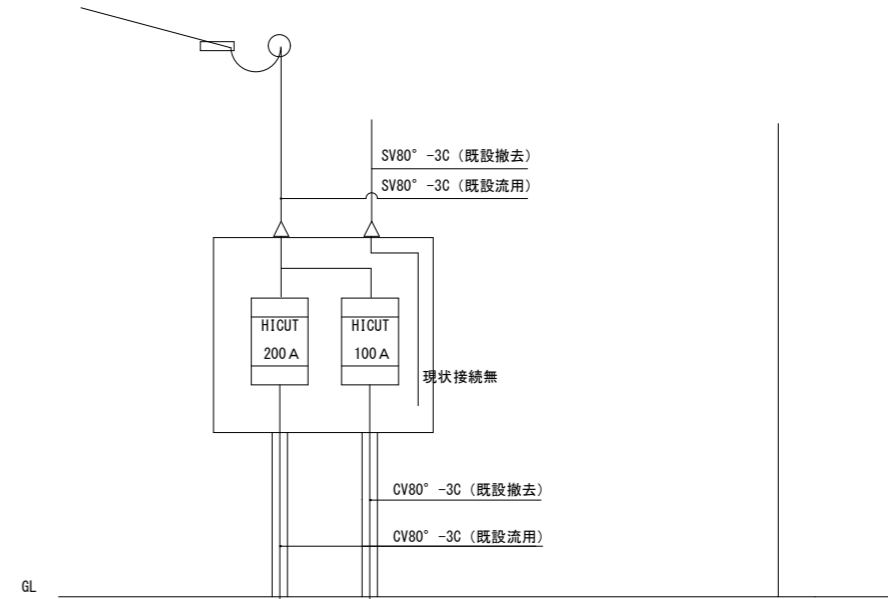 SV80°-3C（既設撤去）
SV80°-3C（既設流用）
HICUT HICUT
200A 100A
現状接続無
CV80°-3C（既設撤去）
CV80°-3C（既設流用）
GL